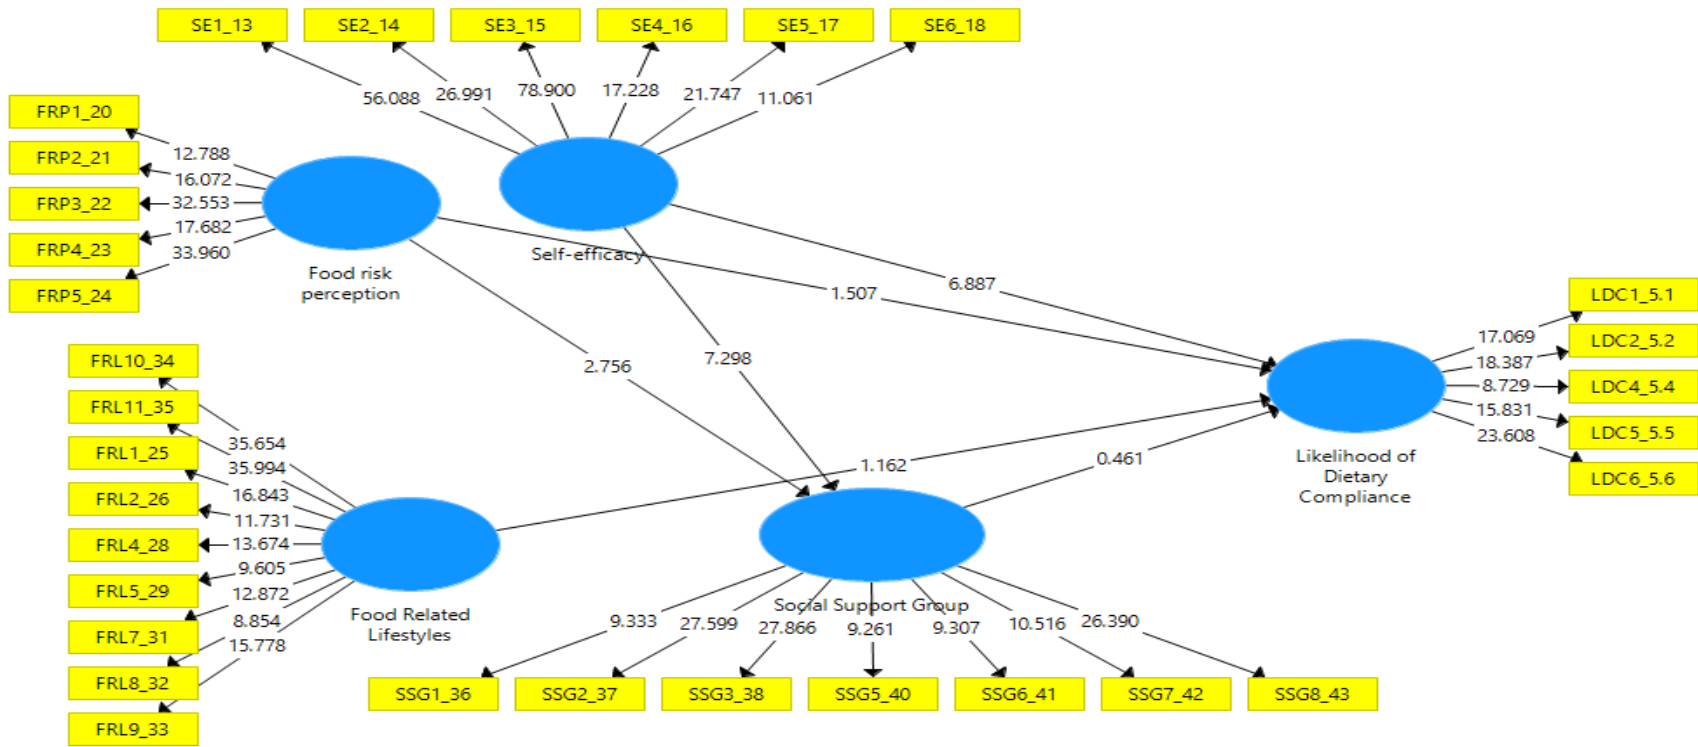 SE1_13
SE2_14
SE3_15
SE4_16
SE5_17
SE6_18
56.088
26.991
78.900
17.228
21.747
11.061
FRP1_20
FRP2_21
FRP3_22
FRP4_23
FRP5_24
12.788
16.072
32.553
17.682
33.960
Food risk
perception
Self-efficacy
6.887
1.507
2.756
7.298
1.162
0.461
LDC1_5.1
LDC2_5.2
LDC4_5.4
LDC5_5.5
LDC6_5.6
17.069
18.387
8.729
15.831
23.608
Likelihood of
Dietary
Compliance
FRL10_34
FRL11_35
FRL1_25
FRL2_26
FRL4_28
FRL5_29
FRL7_31
FRL8_32
FRL9_33
35.654
35.994
16.843
11.731
13.674
9.605
12.872
8.854
15.778
Food Related
Lifestyles
Social Support Group
9.333
27.599
27.866
9.261
9.307
10.516
26.390
SSG1_36
SSG2_37
SSG3_38
SSG5_40
SSG6_41
SSG7_42
SSG8_43